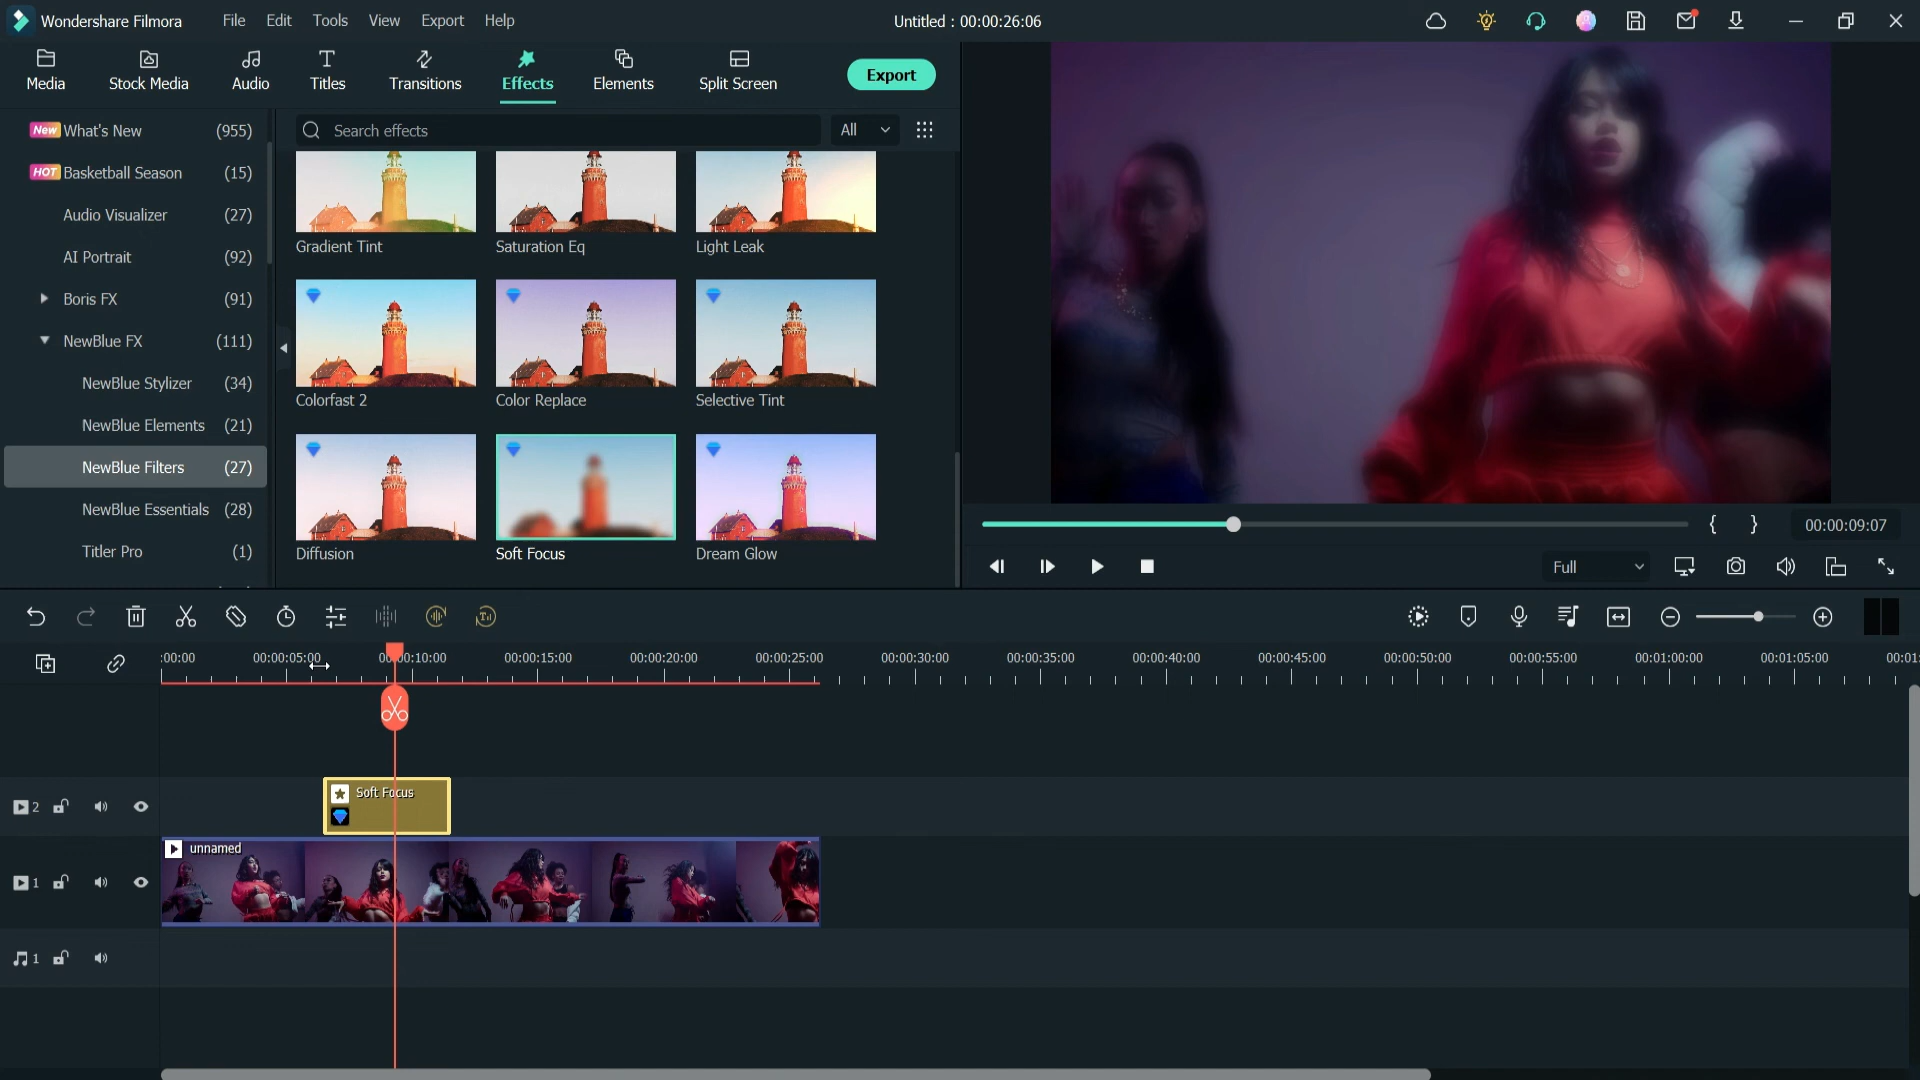 Wondershare Filmora
File Edit Tools View Export Help
Untitled : 00:00:26:06
Media Stock Media Audio Titles Transitions Effects Elements Split Screen
Export
New What's New (955)
HOT Basketball Season (15)
Audio Visualizer (27)
AI Portrait (92)
Boris FX (91)
NewBlue FX (111)
NewBlue Stylizer (34)
NewBlue Elements (21)
NewBlue Filters (27)
NewBlue Essentials (28)
Titler Pro (1)
Search effects
All
Gradient Tint Saturation Eq Light Leak
Colorfast 2 Color Replace Selective Tint
Diffusion Soft Focus Dream Glow
{ } 00:00:09:07
Full
:00:00 00:00:05:00 00:00:10:00 00:00:15:00 00:00:20:00 00:00:25:00 00:00:30:00 00:00:35:00 00:00:40:00 00:00:45:00 00:00:50:00 00:00:55:00 00:01:00:00 00:01:05:00 00:01:
2
Soft Focus
1
unnamed
1